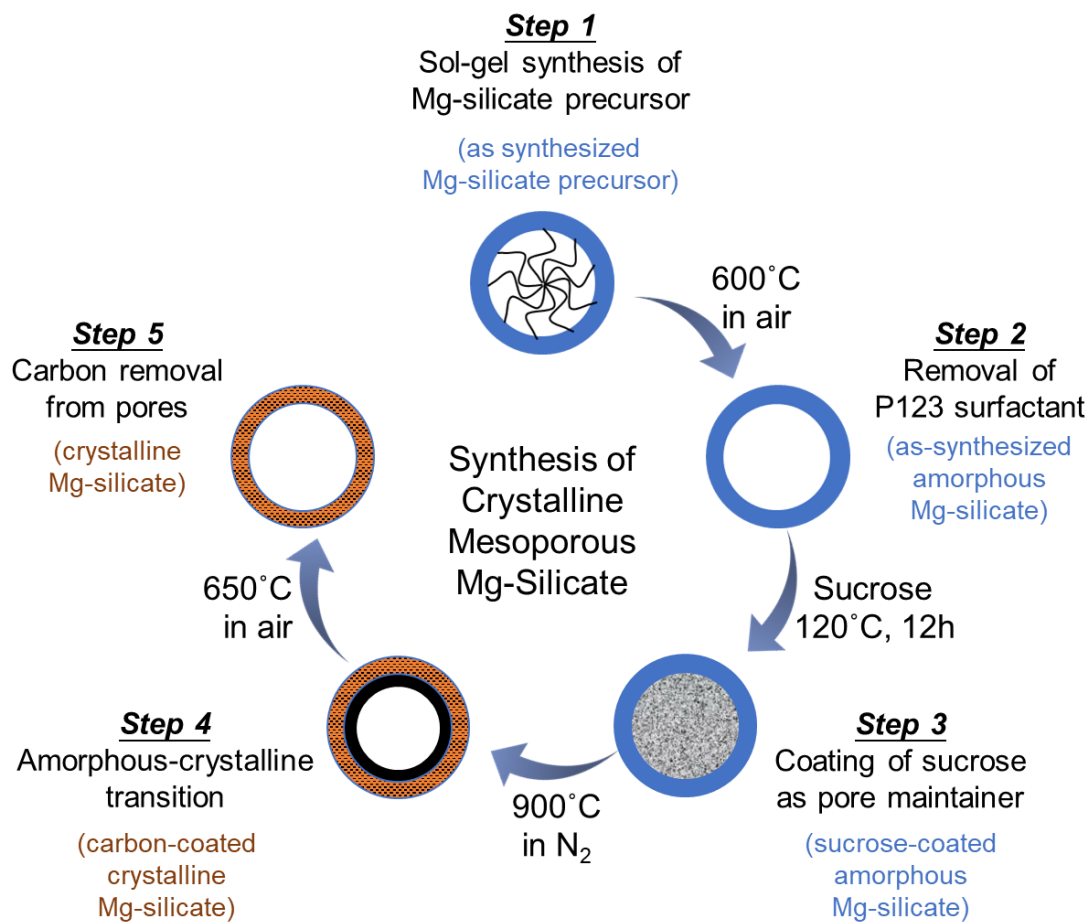 Step 1
Sol-gel synthesis of
Mg-silicate precursor
(as synthesized
Mg-silicate precursor)
600˚C
in air
Step 2
Removal of
P123 surfactant
(as-synthesized
amorphous
Mg-silicate)
Sucrose
120˚C, 12h
Step 3
Coating of sucrose
as pore maintainer
(sucrose-coated
amorphous
Mg-silicate)
900˚C
in N₂
Step 4
Amorphous-crystalline
transition
(carbon-coated
crystalline
Mg-silicate)
650˚C
in air
Step 5
Carbon removal
from pores
(crystalline
Mg-silicate)
Synthesis of
Crystalline
Mesoporous
Mg-Silicate